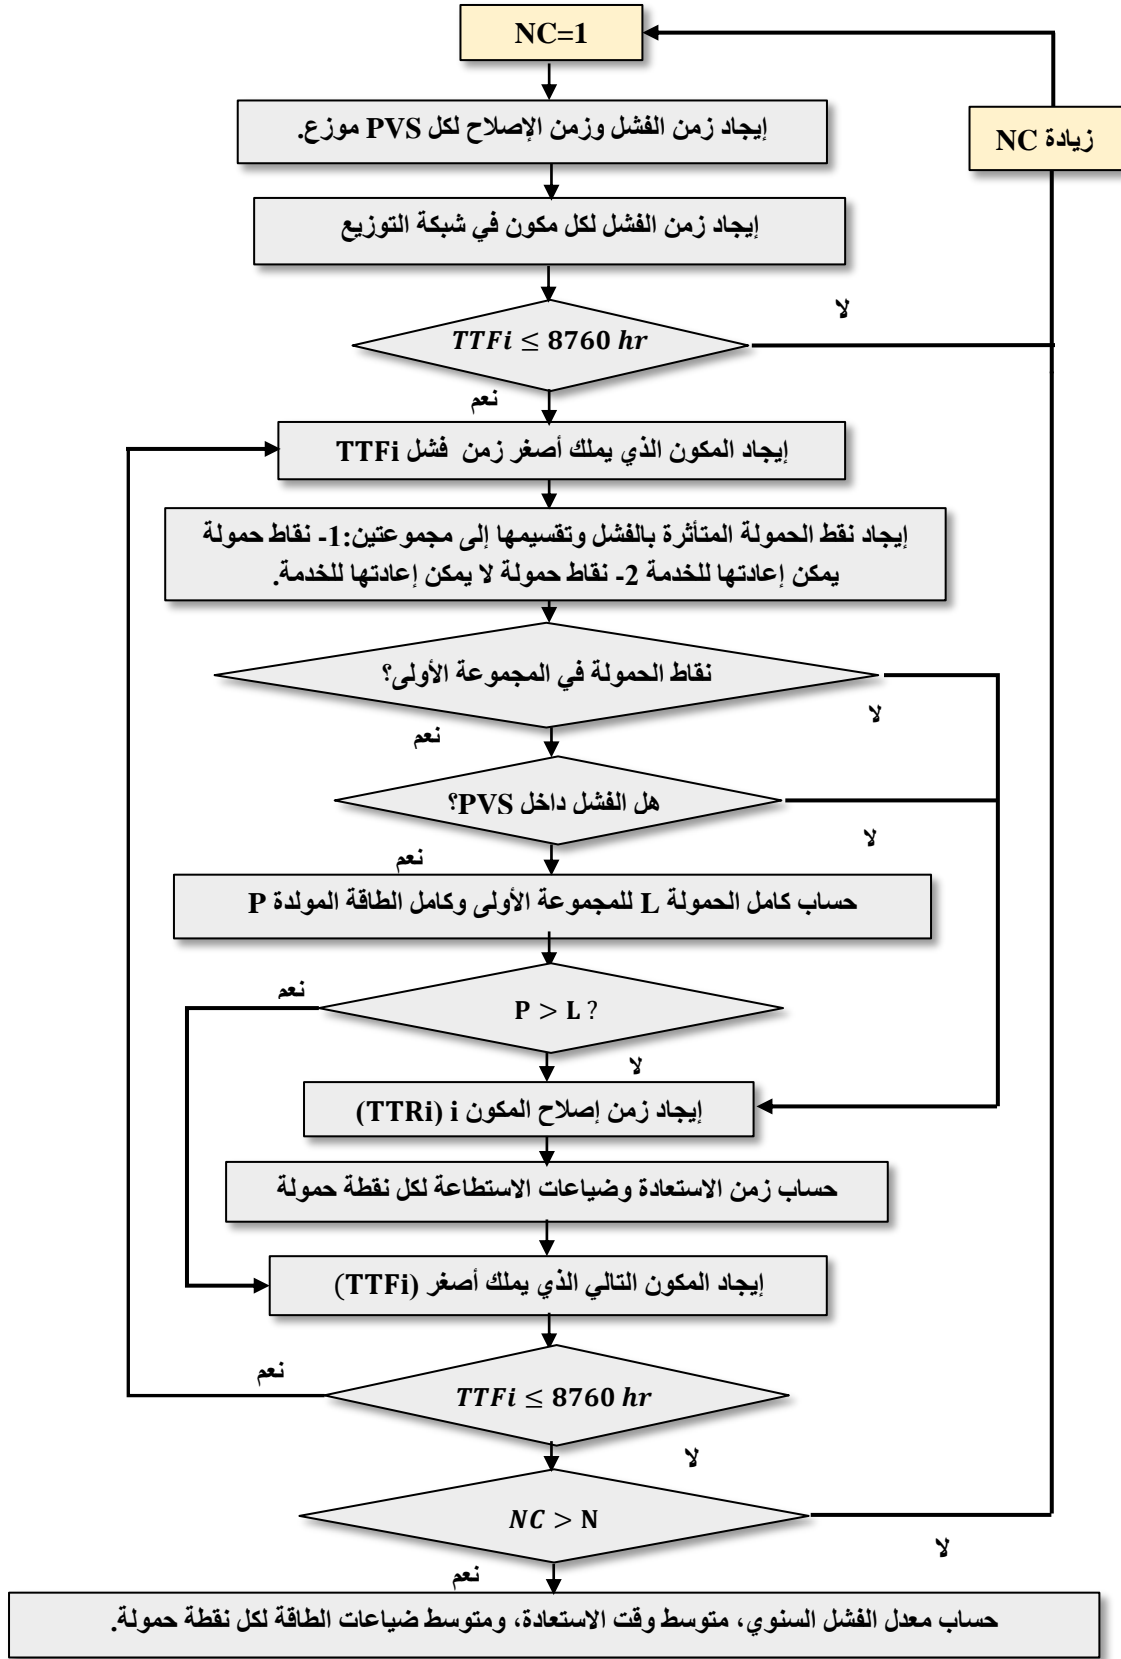 NC=1
زيادة NC
إيجاد زمن الفشل وزمن الإصلاح لكل PVS موزع.
إيجاد زمن الفشل لكل مكون في شبكة التوزيع
لا
TTFi ≤ 8760 hr
نعم
إيجاد المكون الذي يملك أصغر زمن فشل TTFi
إيجاد نقط الحمولة المتأثرة بالفشل وتقسيمها إلى مجموعتين:1- نقاط حمولة
يمكن إعادتها للخدمة 2- نقاط حمولة لا يمكن إعادتها للخدمة.
نقاط الحمولة في المجموعة الأولى؟
لا
نعم
هل الفشل داخل PVS؟
لا
نعم
حساب كامل الحمولة L للمجموعة الأولى وكامل الطاقة المولدة P
نعم
P > L ?
لا
إيجاد زمن إصلاح المكون i (TTRi)
حساب زمن الاستعادة وضياعات الاستطاعة لكل نقطة حمولة
إيجاد المكون التالي الذي يملك أصغر (TTFi)
نعم
TTFi ≤ 8760 hr
لا
NC > N
لا
نعم
حساب معدل الفشل السنوي، متوسط وقت الاستعادة، ومتوسط ضياعات الطاقة لكل نقطة حمولة.